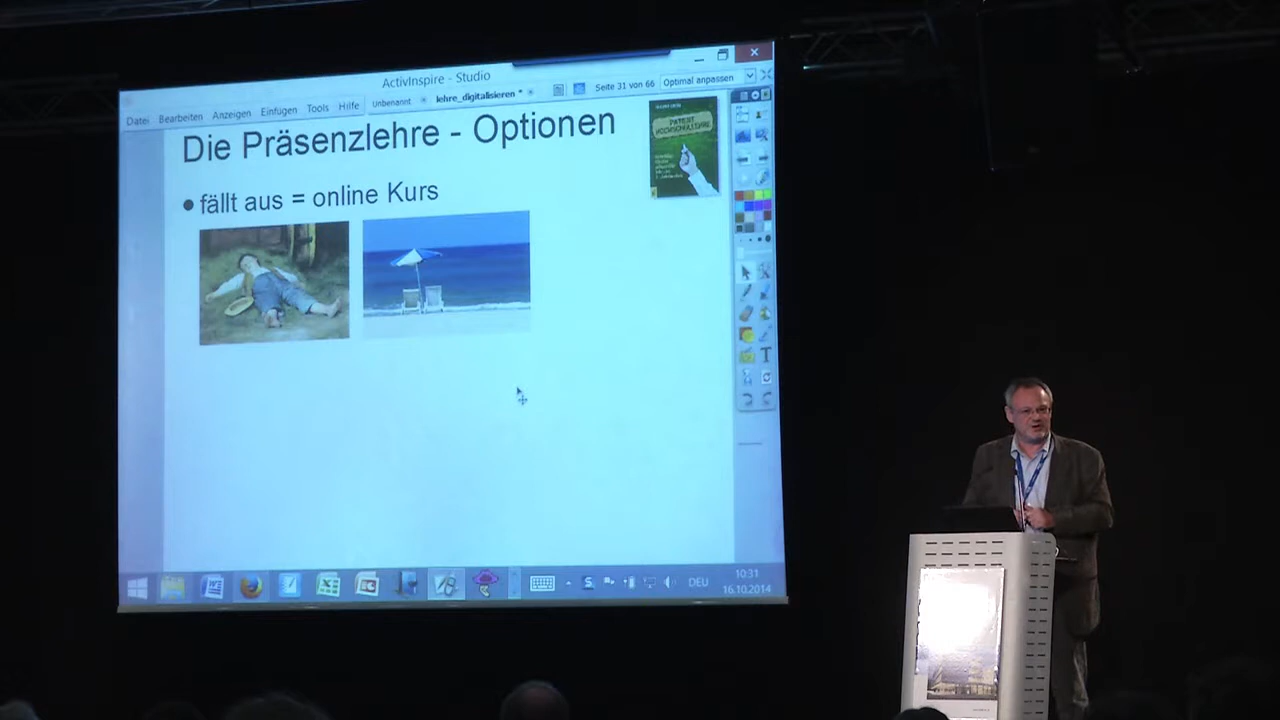 ActivInspire - Studio
Datei Bearbeiten Anzeigen Einfügen Tools Hilfe Unbenannt lehre_digitalisieren * Seite 31 von 66 Optimal anpassen
Die Präsenzlehre - Optionen
PATIENT
HOCHSCHULLEHRE
fällt aus = online Kurs
T
DEU
10:31
16.10.2014